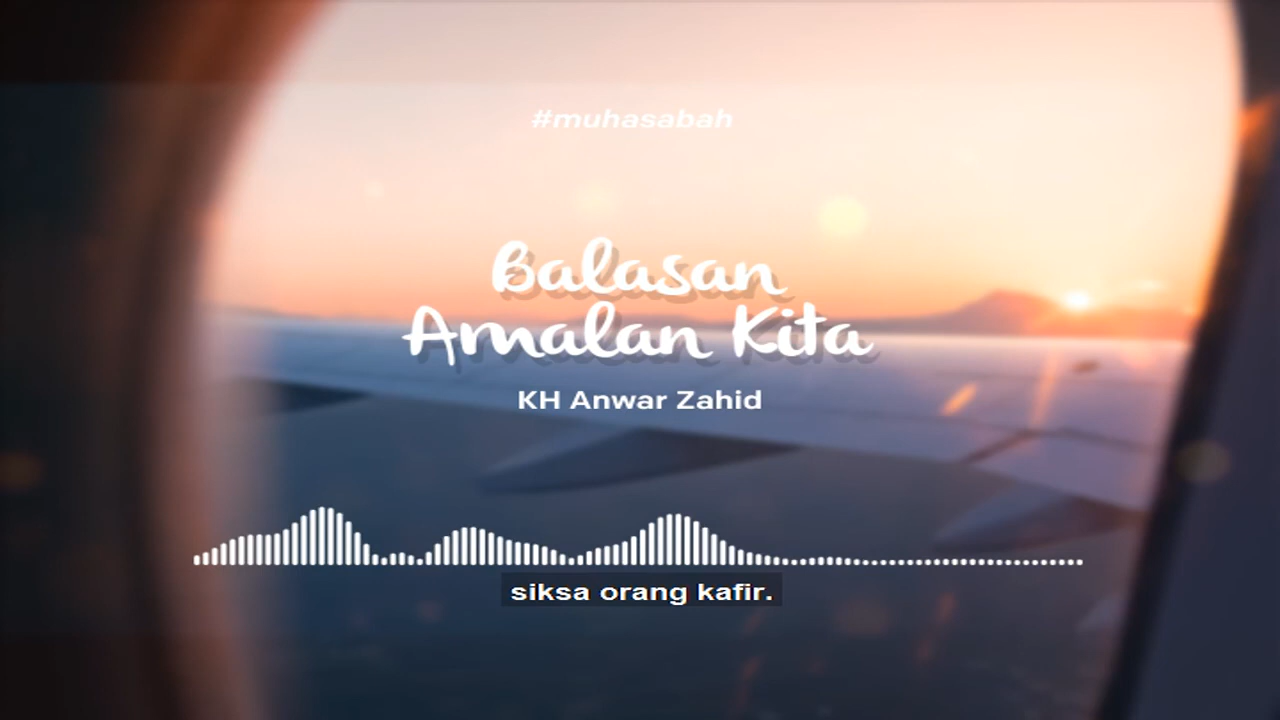 #muhasabah
Balasan
Amalan Kita
KH Anwar Zahid
siksa orang kafir.